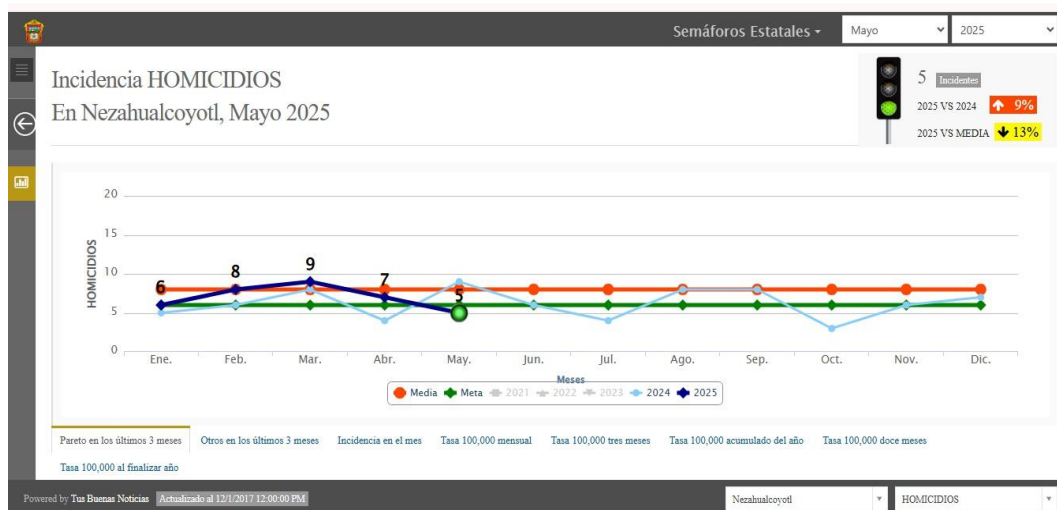 Semáforos Estatales
Mayo
2025
Incidencia HOMICIDIOS
En Nezahualcoyotl, Mayo 2025
5 Incidentes
2025 VS 2024 9%
2025 VS MEDIA 13%
20
15
10
5
0
HOMICIDIOS
6
8
9
7
5
Ene.
Feb.
Mar.
Abr.
May.
Jun.
Jul.
Ago.
Sep.
Oct.
Nov.
Dic.
Meses
Media Meta 2021 2022 2023 2024 2025
Pareto en los últimos 3 meses Otros en los últimos 3 meses Incidencia en el mes Tasa 100,000 mensual Tasa 100,000 tres meses Tasa 100,000 acumulado del año Tasa 100,000 doce meses
Tasa 100,000 al finalizar año
Powered by Tus Buenas Noticias Actualizado al 12/1/2017 12:00:00 PM
Nezahualcoyotl
HOMICIDIOS